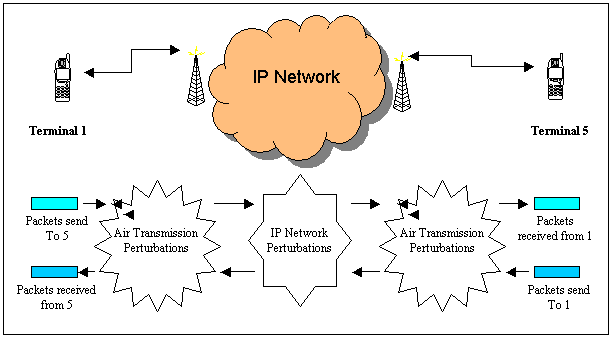 IP Network
Terminal 1
Terminal 5
Packets send
To 5
Air Transmission
Perturbations
IP Network
Perturbations
Air Transmission
Perturbations
Packets
received from 1
Packets received
from 5
Packets send
To 1